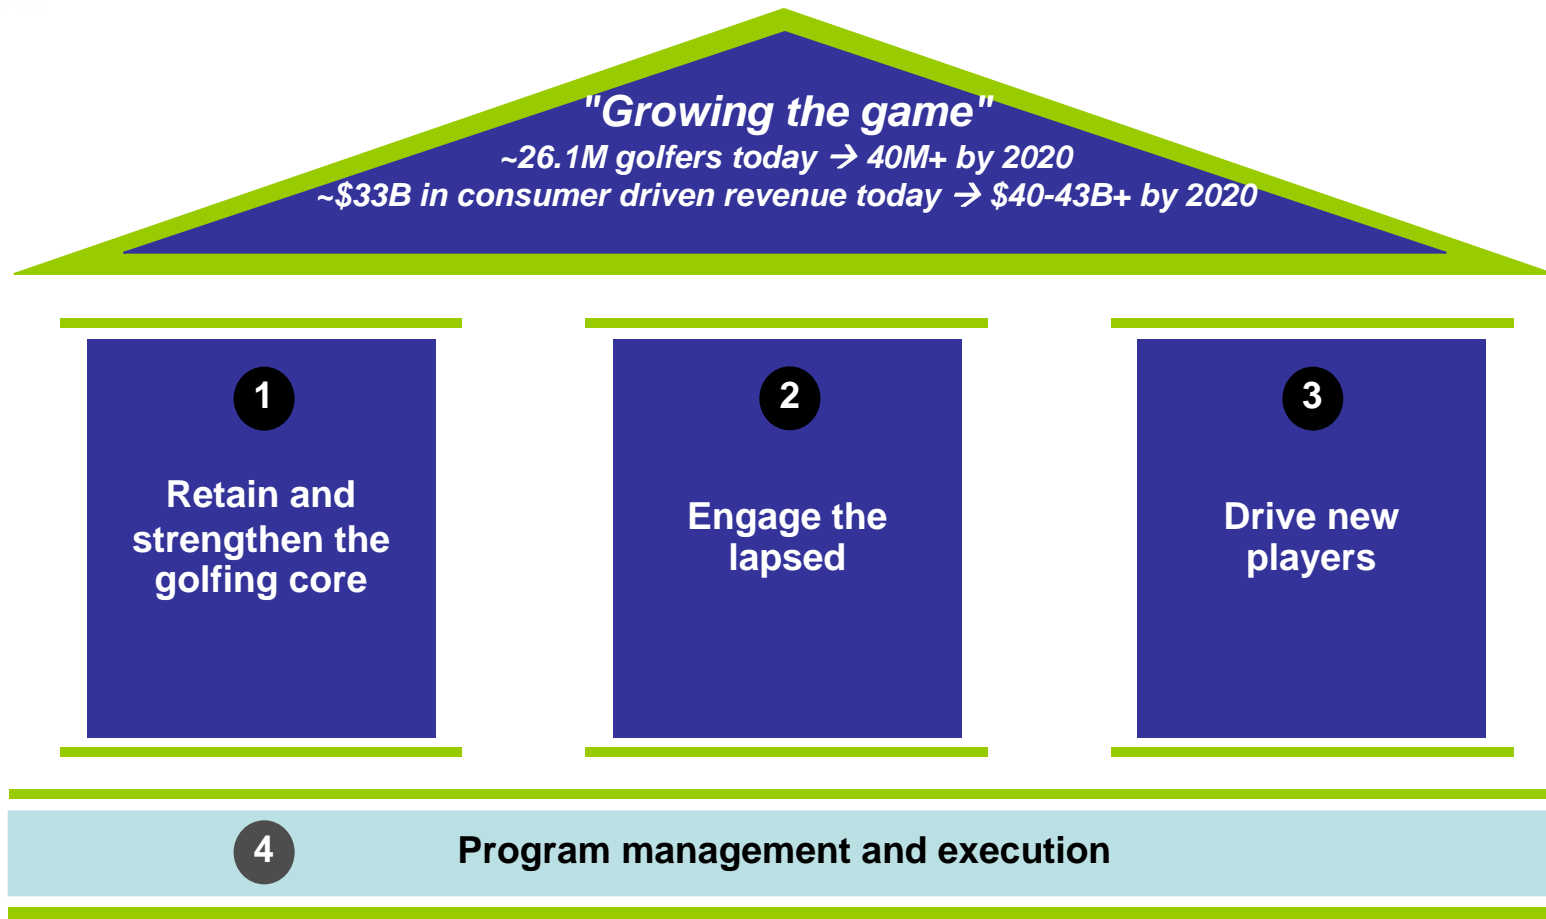 "Growing the game"
~26.1M golfers today → 40M+ by 2020
~$33B in consumer driven revenue today → $40-43B+ by 2020
1
Retain and
strengthen the
golfing core
2
Engage the
lapsed
3
Drive new
players
4
Program management and execution